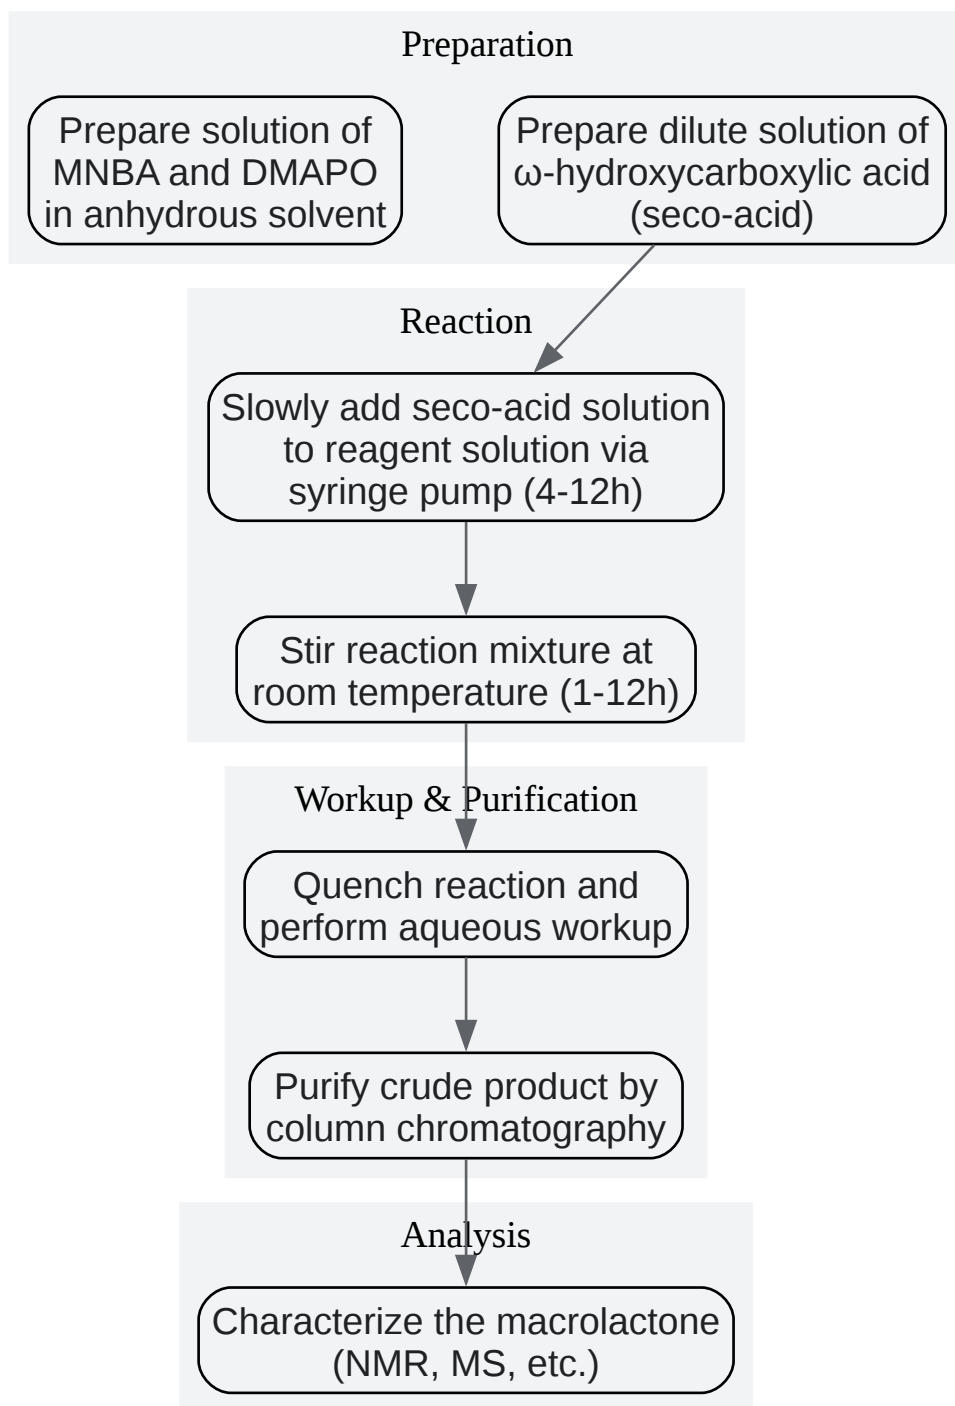 Preparation
Prepare solution of
MNBA and DMAPO
in anhydrous solvent
Prepare dilute solution of
ω-hydroxycarboxylic acid
(seco-acid)
Reaction
Slowly add seco-acid solution
to reagent solution via
syringe pump (4-12h)
Stir reaction mixture at
room temperature (1-12h)
Workup & Purification
Quench reaction and
perform aqueous workup
Purify crude product by
column chromatography
Analysis
Characterize the macrolactone
(NMR, MS, etc.)